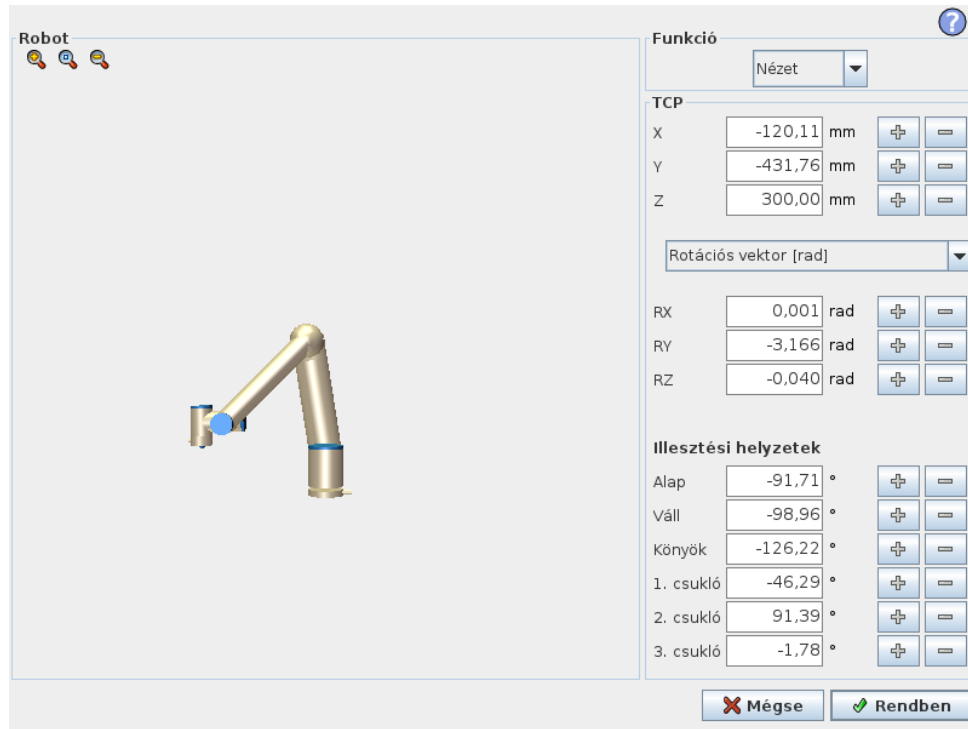 Robot
Funkció
Nézet
TCP
X -120,11 mm
Y -431,76 mm
Z 300,00 mm
Rotációs vektor [rad]
RX 0,001 rad
RY -3,166 rad
RZ -0,040 rad
Illesztési helyzetek
Alap -91,71 °
Váll -98,96 °
Könyök -126,22 °
1. csukló -46,29 °
2. csukló 91,39 °
3. csukló -1,78 °
Mégse Rendben